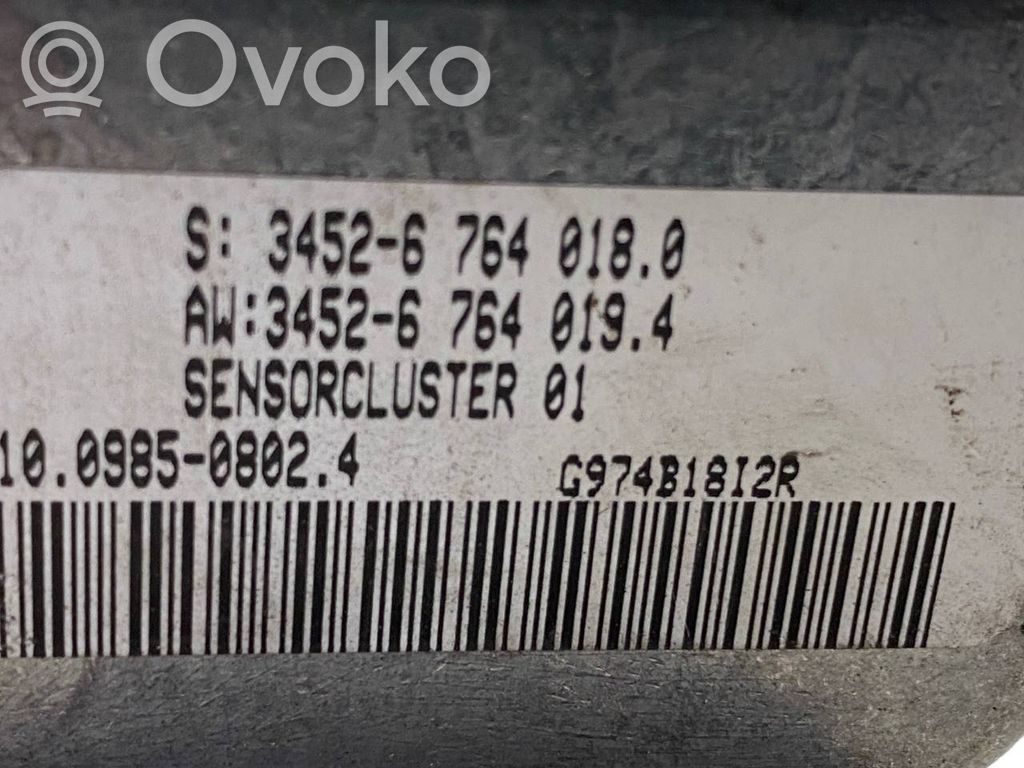 Ovoko
S: 3452-6 764 018.0
AW:3452-6 764 019.4
SENSORCLUSTER 01
10.0985-0802.4 G974B18I2R